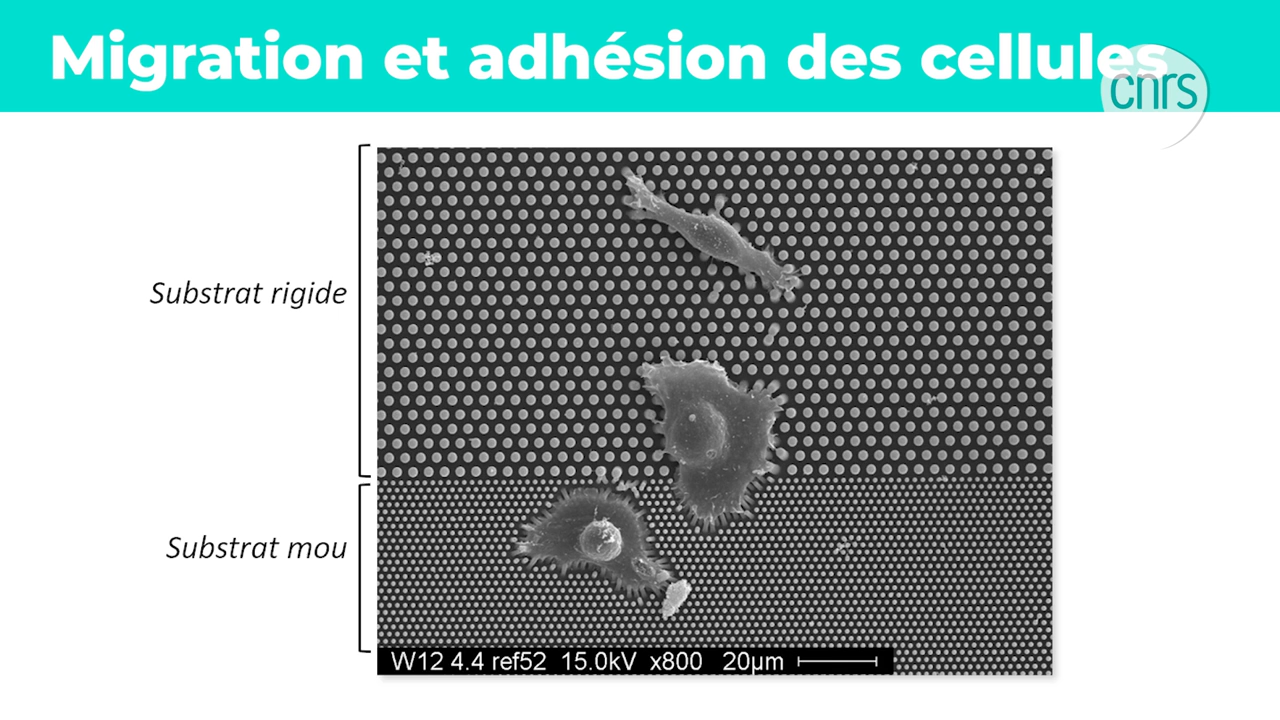 Migration et adhésion des cellules
cnrs
Substrat rigide
Substrat mou
W12 4.4 ref52 15.0kV x800 20µm